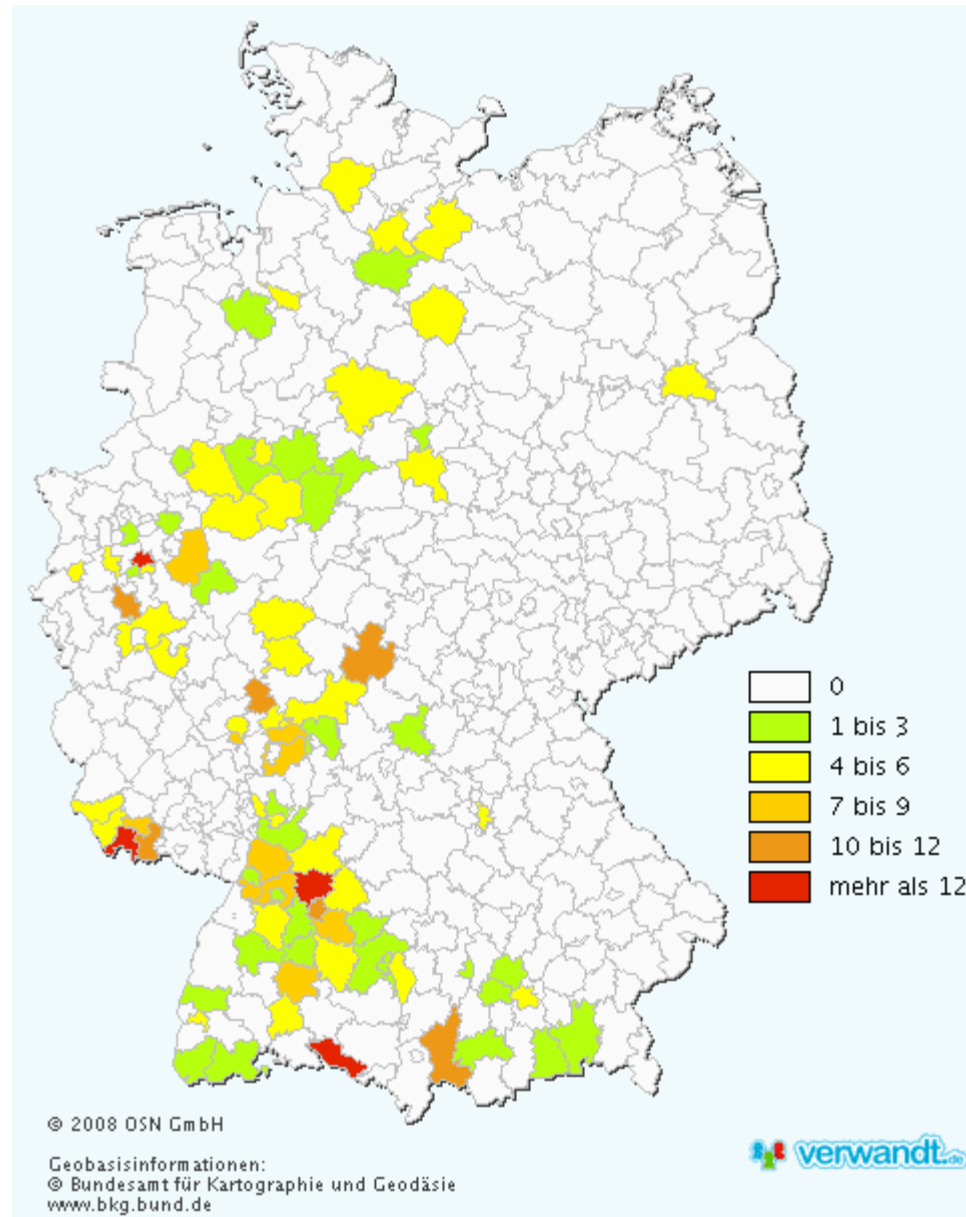 0
1 bis 3
4 bis 6
7 bis 9
10 bis 12
mehr als 12
© 2008 OSN GmbH
Geobasisinformationen:
© Bundesamt für Kartographie und Geodäsie
www.bkg.bund.de
verwandt.de